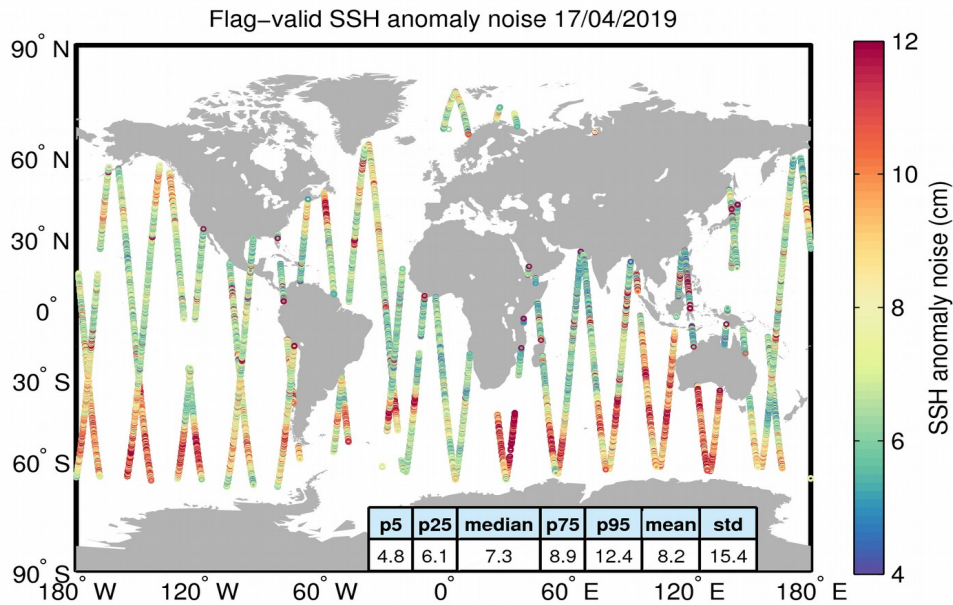 Flag−valid SSH anomaly noise 17/04/2019
90° N
60° N
30° N
0°
30° S
60° S
90° S
180° W
120° W
60° W
0°
60° E
120° E
180° E
p5 p25 median p75 p95 mean std
4.8 6.1 7.3 8.9 12.4 8.2 15.4
12
10
8
6
4
SSH anomaly noise (cm)